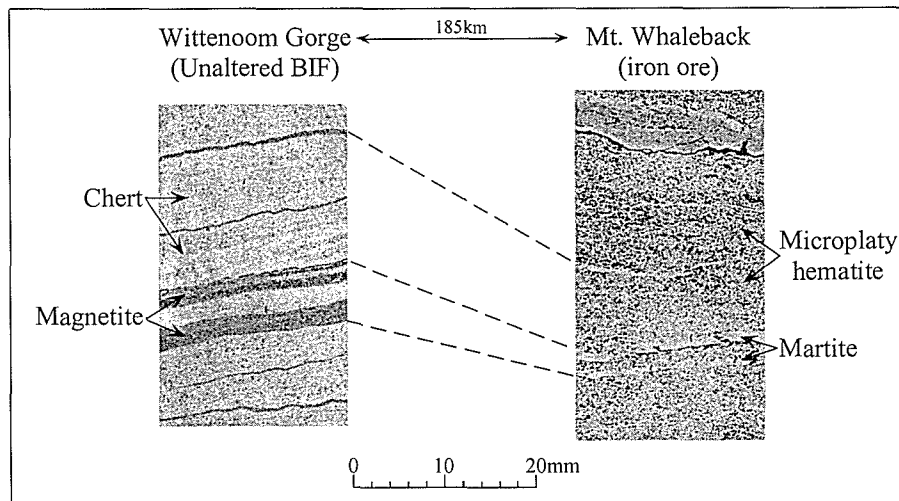 185km
Wittenoom Gorge
(Unaltered BIF)
Mt. Whaleback
(iron ore)
Chert
Magnetite
Microplaty
hematite
Martite
0 10 20mm